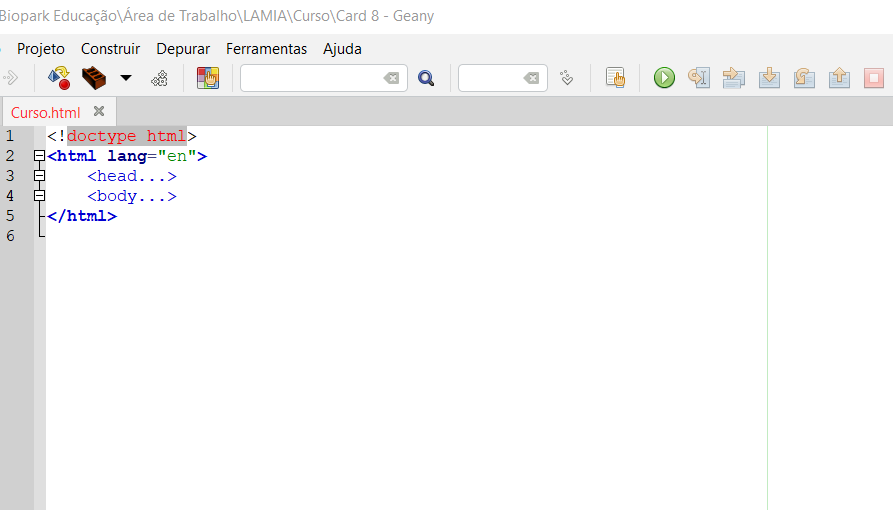 Biopark Educação\Área de Trabalho\LAMIA\Curso\Card 8 - Geany
Projeto Construir Depurar Ferramentas Ajuda
Curso.html
1 <!doctype html>
2 <html lang="en">
3 <head...>
4 <body...>
5 </html>
6